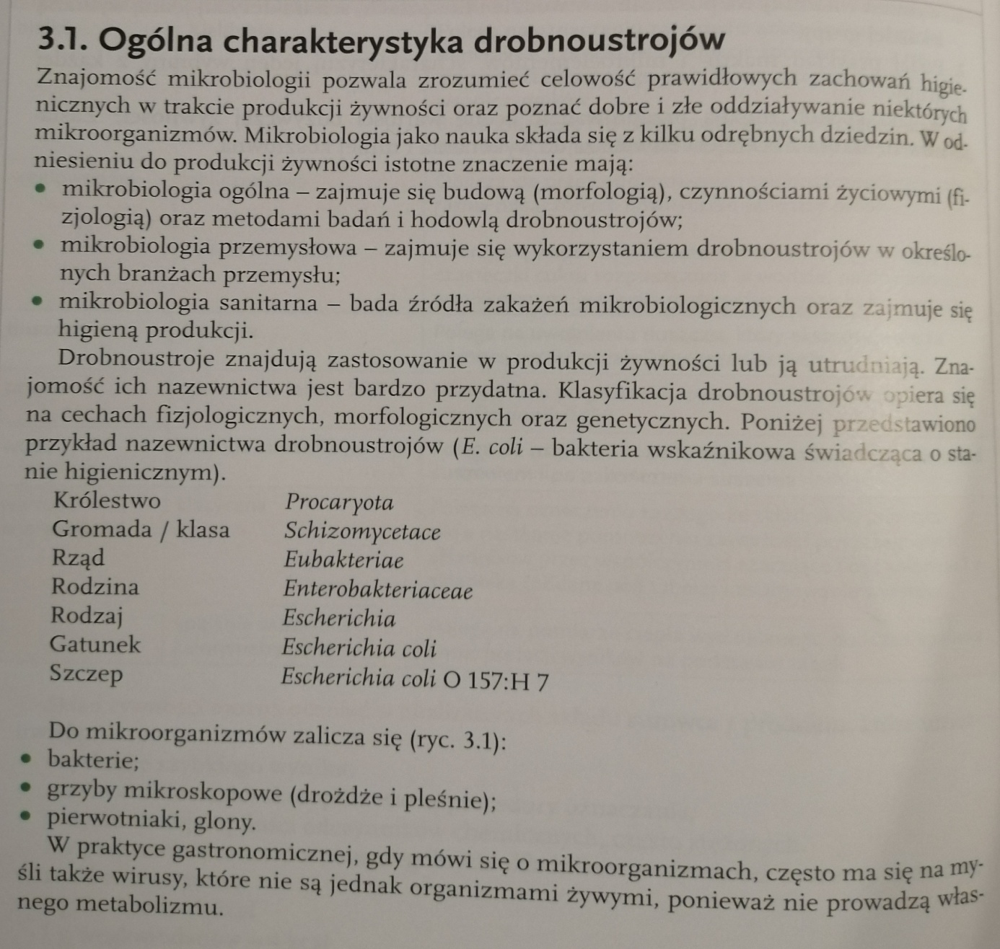 3.1. Ogólna charakterystyka drobnoustrojów
Znajomość mikrobiologii pozwala zrozumieć celowość prawidłowych zachowań higie-
nicznych w trakcie produkcji żywności oraz poznać dobre i złe oddziaływanie niektórych
mikroorganizmów. Mikrobiologia jako nauka składa się z kilku odrębnych dziedzin. W od-
niesieniu do produkcji żywności istotne znaczenie mają:
• mikrobiologia ogólna – zajmuje się budową (morfologią), czynnościami życiowymi (fi-
zjologią) oraz metodami badań i hodowlą drobnoustrojów;
• mikrobiologia przemysłowa – zajmuje się wykorzystaniem drobnoustrojów w określo-
nych branżach przemysłu;
• mikrobiologia sanitarna – bada źródła zakażeń mikrobiologicznych oraz zajmuje się
higieną produkcji.
Drobnoustroje znajdują zastosowanie w produkcji żywności lub ją utrudniają. Zna-
jomość ich nazewnictwa jest bardzo przydatna. Klasyfikacja drobnoustrojów opiera się
na cechach fizjologicznych, morfologicznych oraz genetycznych. Poniżej przedstawiono
przykład nazewnictwa drobnoustrojów (E. coli – bakteria wskaźnikowa świadcząca o sta-
nie higienicznym).
Królestwo Procaryota
Gromada / klasa Schizomycetace
Rząd Eubakteriae
Rodzina Enterobakteriaceae
Rodzaj Escherichia
Gatunek Escherichia coli
Szczep Escherichia coli O 157:H 7
Do mikroorganizmów zalicza się (ryc. 3.1):
• bakterie;
• grzyby mikroskopowe (drożdże i pleśnie);
• pierwotniaki, glony.
W praktyce gastronomicznej, gdy mówi się o mikroorganizmach, często ma się na my-
śli także wirusy, które nie są jednak organizmami żywymi, ponieważ nie prowadzą włas-
nego metabolizmu.